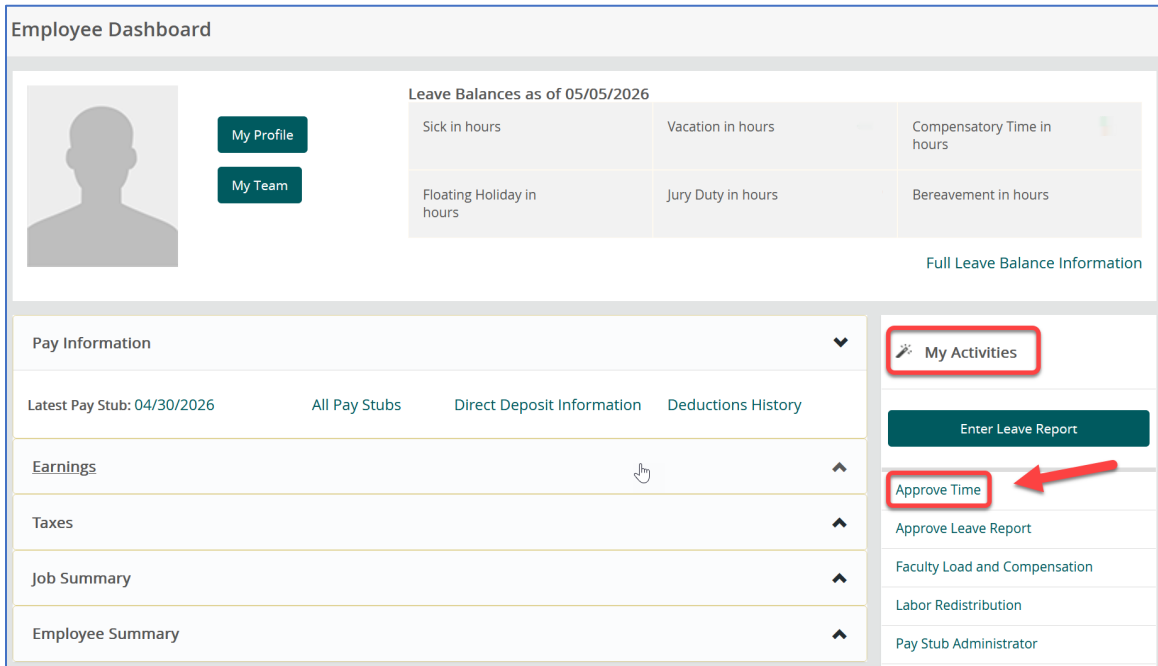 Employee Dashboard
My Profile
My Team
Leave Balances as of 05/05/2026
Sick in hours
Vacation in hours
Compensatory Time in
hours
Floating Holiday in
hours
Jury Duty in hours
Bereavement in hours
Full Leave Balance Information
Pay Information
Latest Pay Stub: 04/30/2026 All Pay Stubs Direct Deposit Information Deductions History
Earnings
Taxes
Job Summary
Employee Summary
My Activities
Enter Leave Report
Approve Time
Approve Leave Report
Faculty Load and Compensation
Labor Redistribution
Pay Stub Administrator